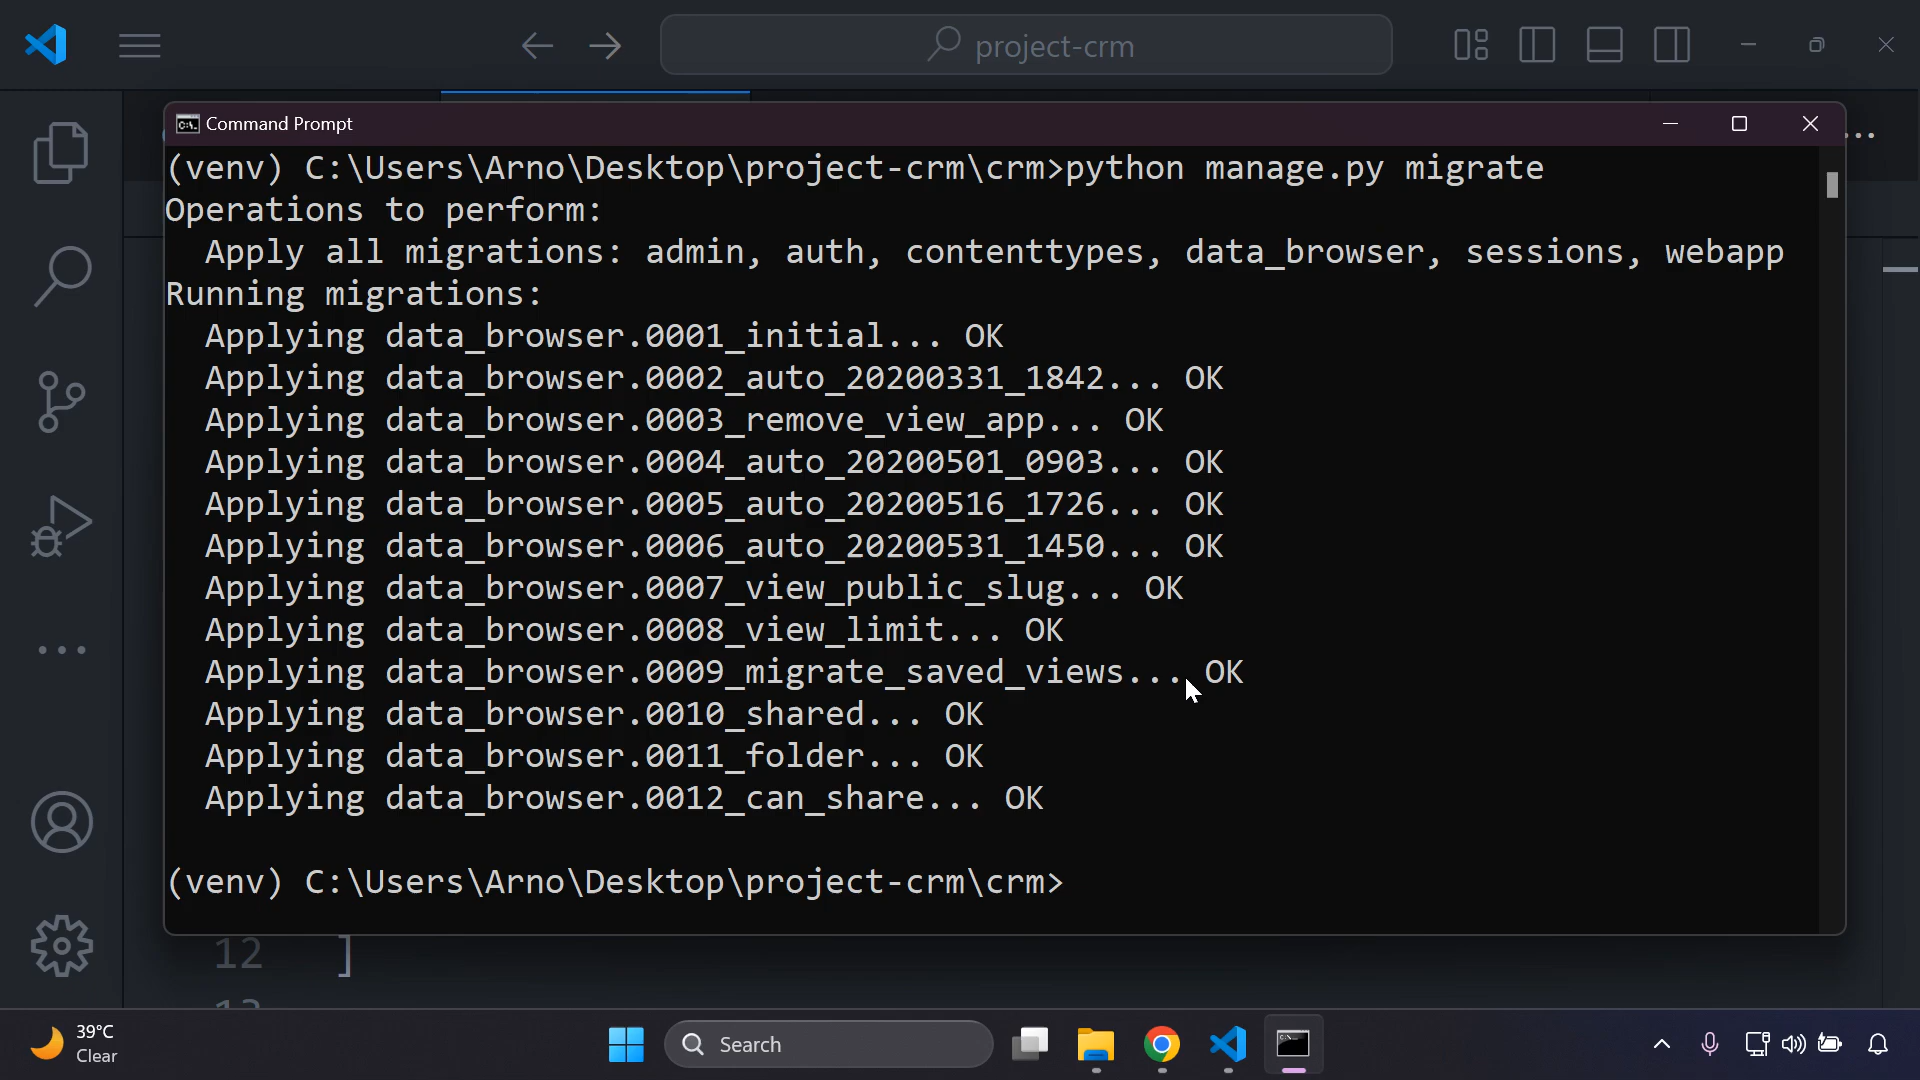 project-crm
Command Prompt
(venv) C:\Users\Arno\Desktop\project-crm\crm>python manage.py migrate
Operations to perform:
  Apply all migrations: admin, auth, contenttypes, data_browser, sessions, webapp
Running migrations:
  Applying data_browser.0001_initial... OK
  Applying data_browser.0002_auto_20200331_1842... OK
  Applying data_browser.0003_remove_view_app... OK
  Applying data_browser.0004_auto_20200501_0903... OK
  Applying data_browser.0005_auto_20200516_1726... OK
  Applying data_browser.0006_auto_20200531_1450... OK
  Applying data_browser.0007_view_public_slug... OK
  Applying data_browser.0008_view_limit... OK
  Applying data_browser.0009_migrate_saved_views... OK
  Applying data_browser.0010_shared... OK
  Applying data_browser.0011_folder... OK
  Applying data_browser.0012_can_share... OK
(venv) C:\Users\Arno\Desktop\project-crm\crm>
12 ]
39°C
Clear
Search